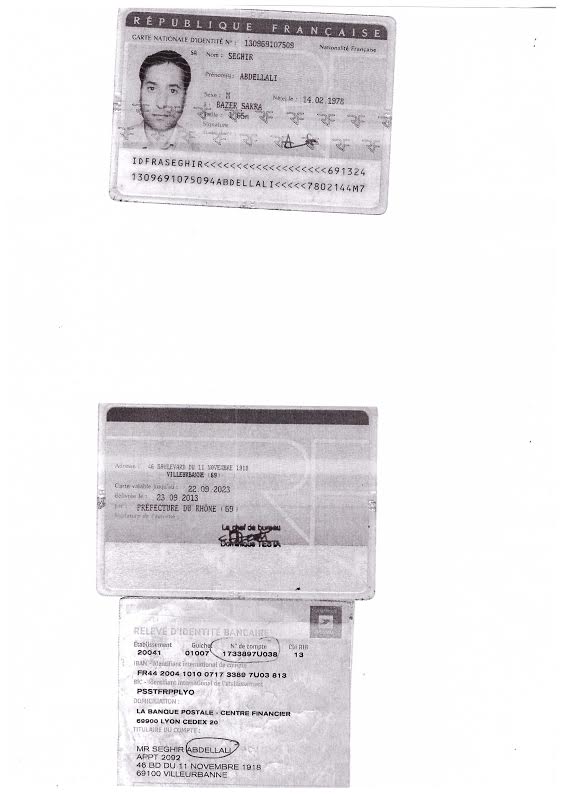 RÉPUBLIQUE FRANÇAISE
CARTE NATIONALE D'IDENTITÉ N° : 130969107509 Nationalité Française
Nom : SEGHIR
Prénom(s) : ABDELLALI
Sexe : M Né(e) le : 14.02.1978
à : BAZER SAKRA
Taille : 1,65m
Signature
IDFRASEGHIR<<<<<<<<<<<<<<<<<<<691324
1309691075094ABDELLALI<<<<<7802144M7
Adresse : 46 BOULEVARD DU 11 NOVEMBRE 1918
VILLEURBANNE (69)
Carte valable jusqu'au : 22.09.2023
délivrée le : 23.09.2013
par : PRÉFECTURE DU RHÔNE (69)
Signature de l'autorité :
Le chef de bureau
Dominique TESTA
RELEVÉ D'IDENTITÉ BANCAIRE
Établissement Guichet N° de compte Clé RIB
20041 01007 1733897U038 13
IBAN - Identifiant international de compte
FR44 2004 1010 0717 3389 7U03 813
BIC - Identifiant international de l'établissement
PSSTFRPPLYO
DOMICILIATION :
LA BANQUE POSTALE - CENTRE FINANCIER
69900 LYON CEDEX 20
TITULAIRE DU COMPTE :
MR SEGHIR ABDELLALI
APPT 2092
46 BD DU 11 NOVEMBRE 1918
69100 VILLEURBANNE